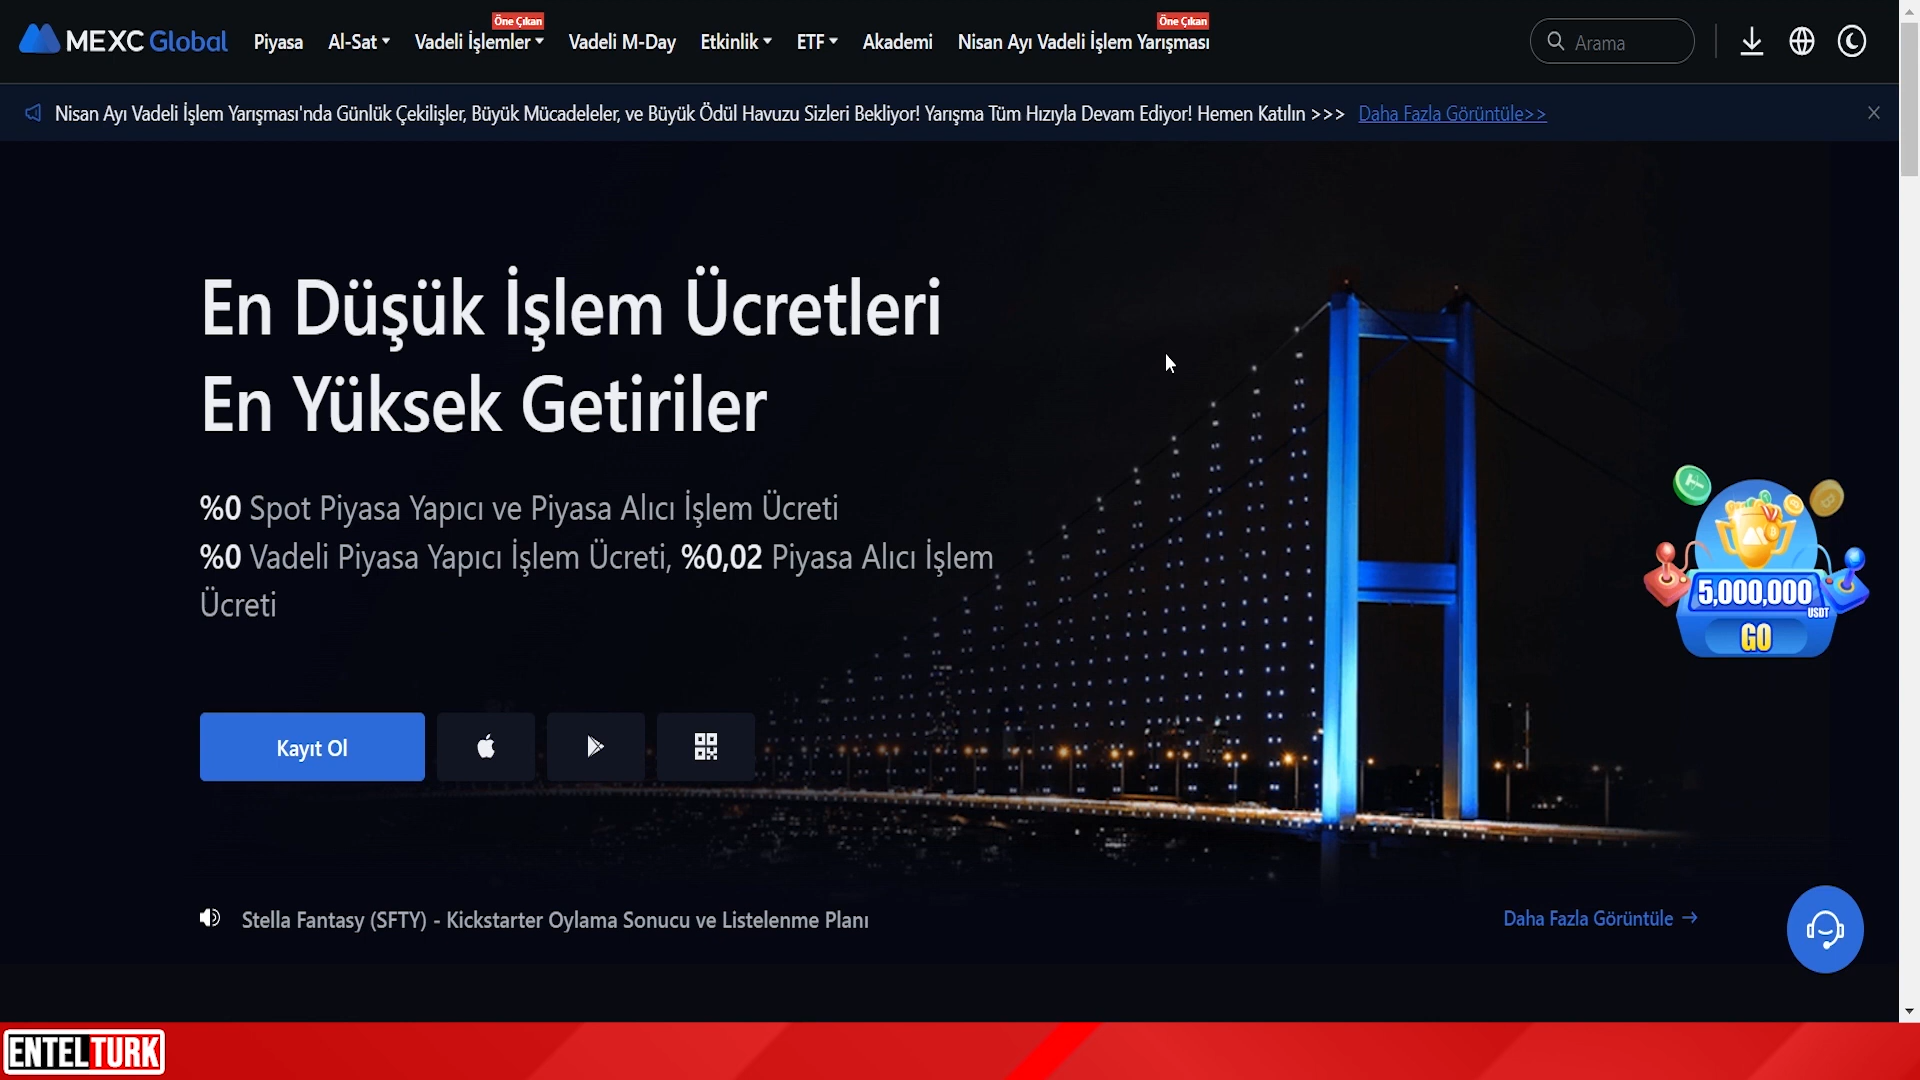 MEXC Global
Piyasa
Al-Sat
Öne Çıkan
Vadeli İşlemler
Vadeli M-Day
Etkinlik
ETF
Akademi
Öne Çıkan
Nisan Ayı Vadeli İşlem Yarışması
Arama
Nisan Ayı Vadeli İşlem Yarışması'nda Günlük Çekilişler, Büyük Mücadeleler, ve Büyük Ödül Havuzu Sizleri Bekliyor! Yarışma Tüm Hızıyla Devam Ediyor! Hemen Katılın >>> Daha Fazla Görüntüle>>
En Düşük İşlem Ücretleri
En Yüksek Getiriler
%0 Spot Piyasa Yapıcı ve Piyasa Alıcı İşlem Ücreti
%0 Vadeli Piyasa Yapıcı İşlem Ücreti, %0,02 Piyasa Alıcı İşlem
Ücreti
5,000,000
USDT
GO
Kayıt Ol
Stella Fantasy (SFTY) - Kickstarter Oylama Sonucu ve Listelenme Planı
Daha Fazla Görüntüle →
ENTELTURK